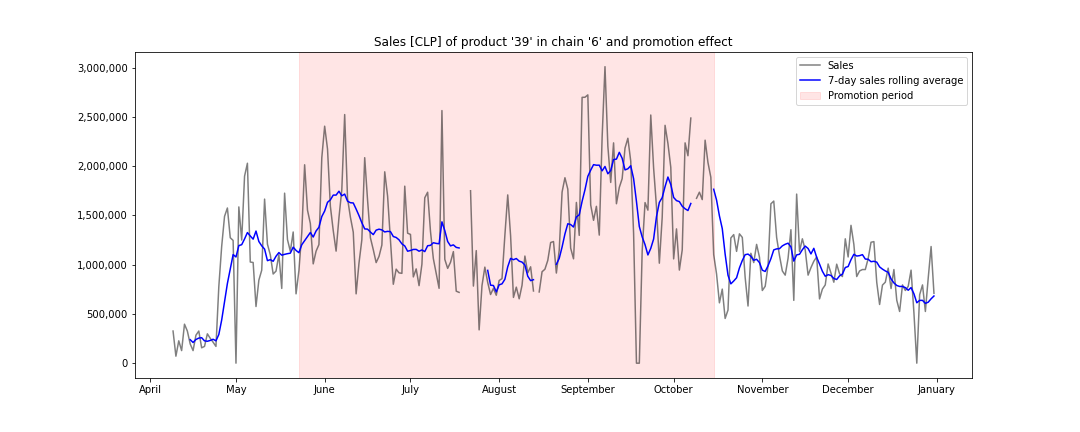 Sales [CLP] of product '39' in chain '6' and promotion effect
3,000,000
2,500,000
2,000,000
1,500,000
1,000,000
500,000
0
Sales
7-day sales rolling average
Promotion period
April May June July August September October November December January